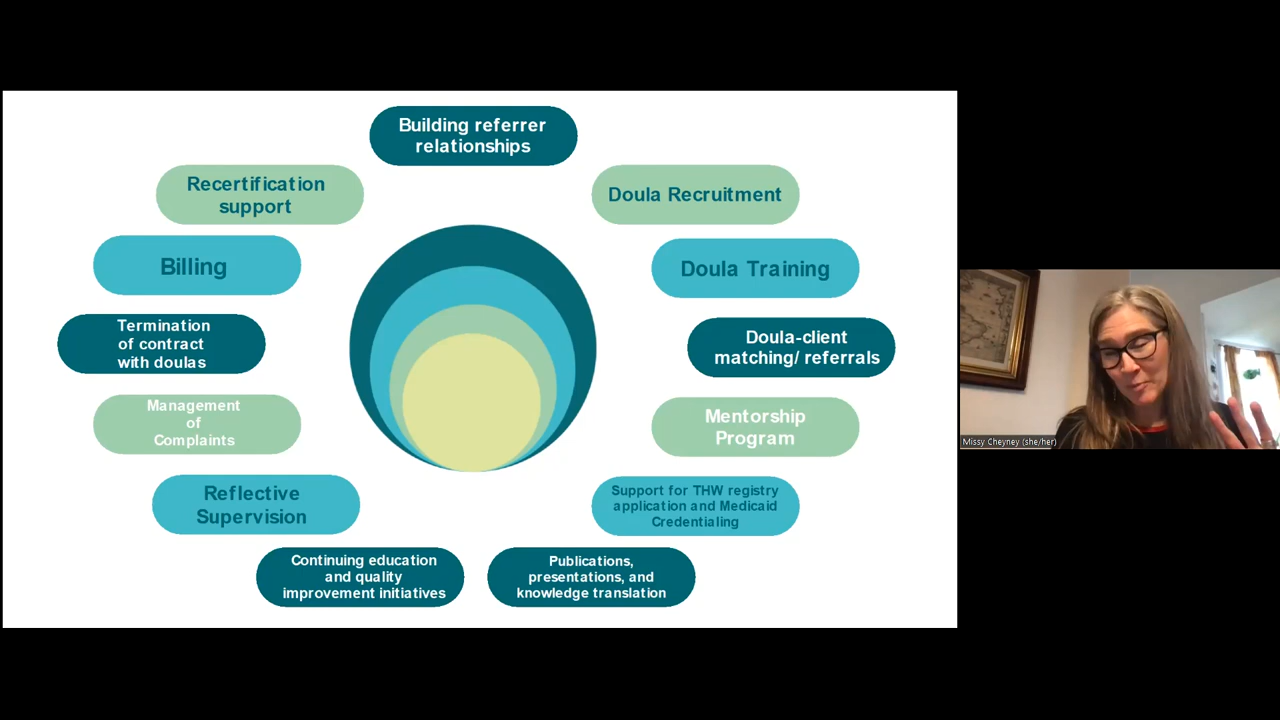 Building referrer
relationships
Recertification
support
Doula Recruitment
Billing
Doula Training
Termination
of contract
with doulas
Doula-client
matching/ referrals
Management
of
Complaints
Mentorship
Program
Reflective
Supervision
Support for THW registry
application and Medicaid
Credentialing
Continuing education
and quality
improvement initiatives
Publications,
presentations, and
knowledge translation
Missy Cheyney (she/her)